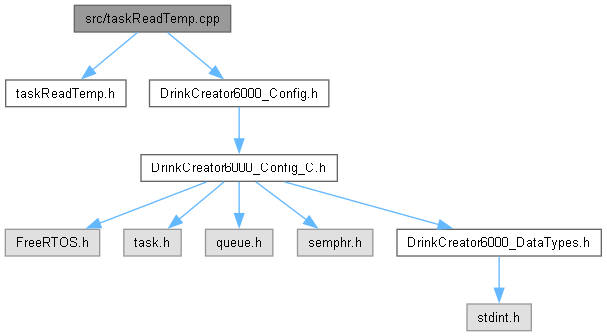 src/taskReadTemp.cpp
taskReadTemp.h
DrinkCreator6000_Config.h
DrinkCreator6000_Config_C.h
FreeRTOS.h
task.h
queue.h
semphr.h
DrinkCreator6000_DataTypes.h
stdint.h